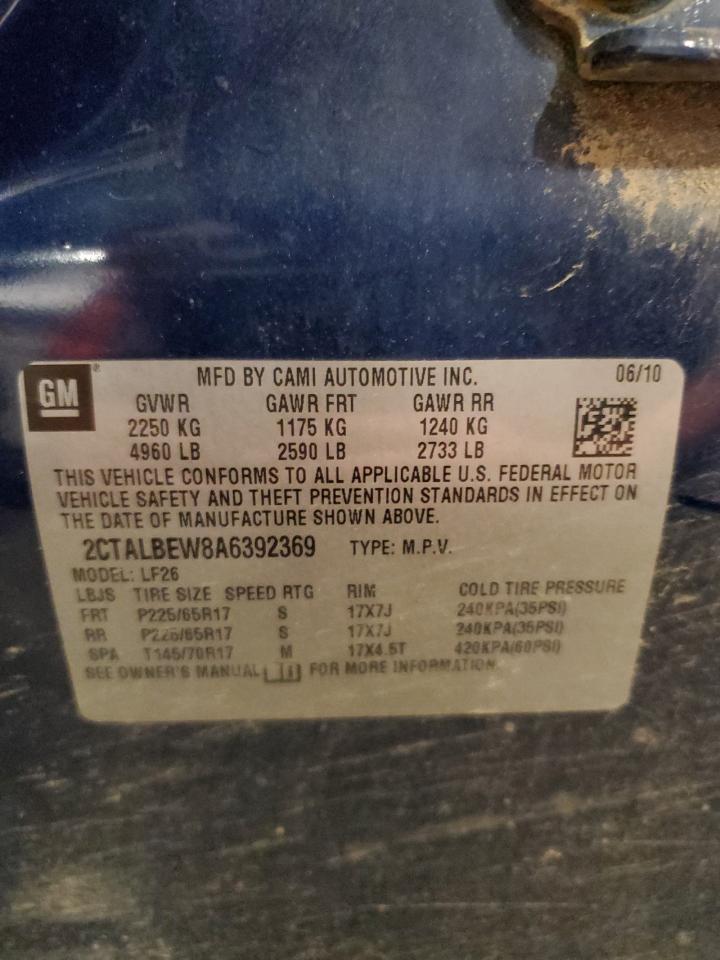 GM ®
MFD BY CAMI AUTOMOTIVE INC. 06/10
GVWR GAWR FRT GAWR RR
2250 KG 1175 KG 1240 KG
4960 LB 2590 LB 2733 LB
THIS VEHICLE CONFORMS TO ALL APPLICABLE U.S. FEDERAL MOTOR
VEHICLE SAFETY AND THEFT PREVENTION STANDARDS IN EFFECT ON
THE DATE OF MANUFACTURE SHOWN ABOVE.
2CTALBEW8A6392369 TYPE: M.P.V.
MODEL: LF26
LBJS TIRE SIZE SPEED RTG RIM COLD TIRE PRESSURE
FRT P225/65R17 S 17X7J 240KPA(35PSI)
RR P225/65R17 S 17X7J 240KPA(35PSI)
SPA T145/70R17 M 17X4.5T 420KPA(60PSI)
SEE OWNER'S MANUAL FOR MORE INFORMATION.